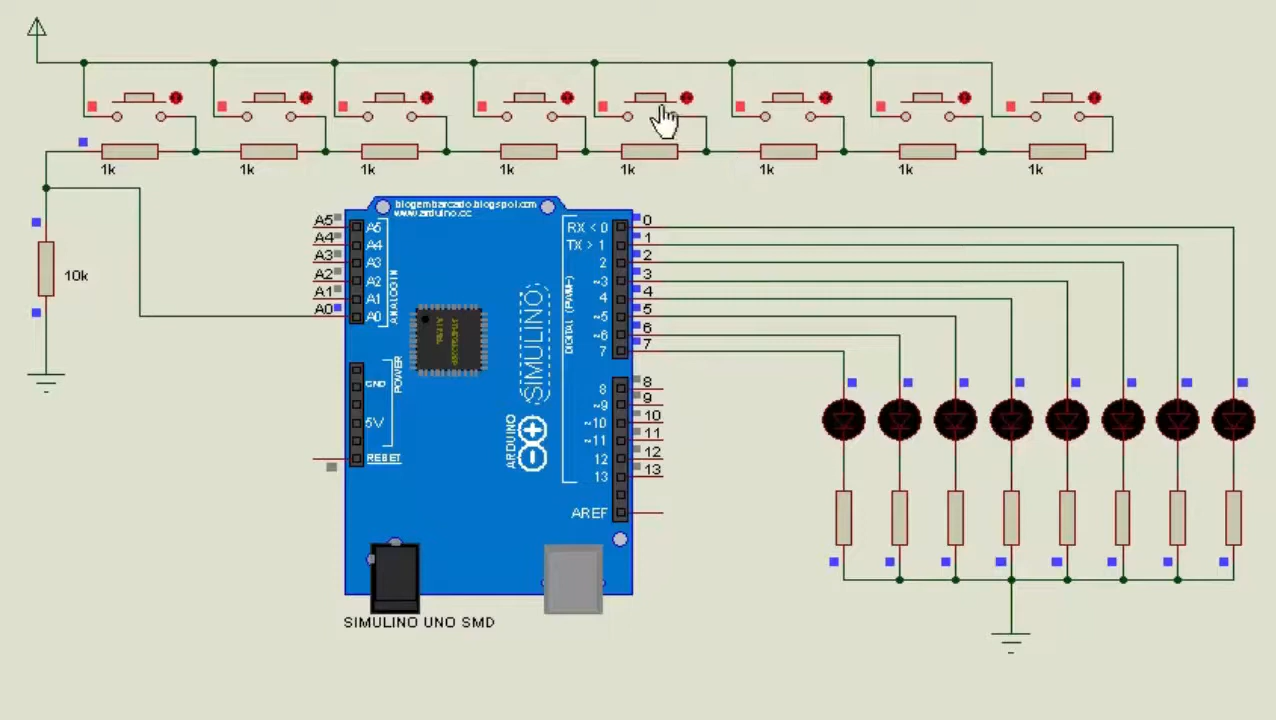 1k 1k 1k 1k 1k 1k 1k 1k
10k
blogembarcado.blogspot.com
www.arduino.cc
A5
A4
A3
A2
A1
A0
A5
A4
A3
A2
A1
A0
ANALOG IN
RX < 0
TX > 1
2
~3
4
~5
~6
7
0
1
2
3
4
5
6
7
DIGITAL (PWM~)
SIMULINO
ARDUINO
POWER
GND
5V
RESET
8
~9
~10
~11
12
13
AREF
8
9
10
11
12
13
SIMULINO UNO SMD